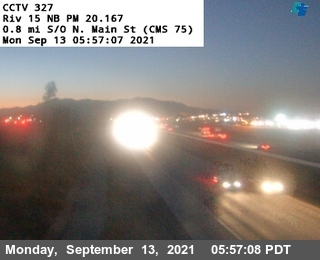 CCTV 327
Riv 15 NB PM 20.167
0.8 mi S/O N. Main St (CMS 75)
Mon Sep 13 05:57:07 2021
Monday, September 13, 2021 05:57:08 PDT